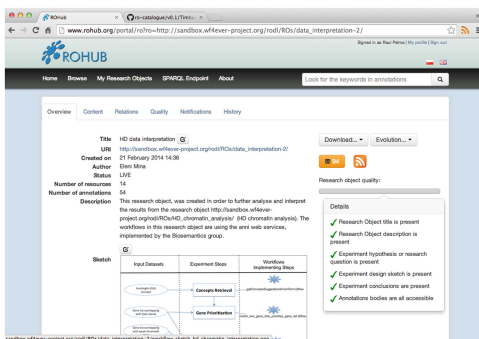 ROHub
ro-catalogue/v0.1/Timbu
www.rohub.org/portal/ro?ro=http://sandbox.wf4ever-project.org/rodl/ROs/data_interpretation-2/
Signed in as Raul Palma | My profile | Sign out
ROHUB
Home Browse My Research Objects SPARQL Endpoint About
Look for the keywords in annotations
Overview Content Relations Quality Notifications History
Title HD data interpretation
URI http://sandbox.wf4ever-project.org/rodl/ROs/data_interpretation-2/
Created on 21 February 2014 14:36
Author Eleni Mina
Status LIVE
Number of resources 14
Number of annotations 54
Description This research object, was created in order to further analyse and interpret
the results from the research object http://sandbox.wf4ever-
project.org/rodl/ROs/HD_chromatin_analysis/ (HD chromatin analysis). The
workflows in this research object are using the anni web services,
implemented by the Biosemantics group.
Sketch
Input Datasets Experiment Steps Workflows
Implementing Steps
Concepts Retrieval
Gene Prioritization
Download... Evolution...
Research object quality:
Details
Research Object title is present
Research Object description is
present
Experiment hypothesis or research
question is present
Experiment design sketch is present
Experiment conclusions are present
Annotations bodies are all accessible